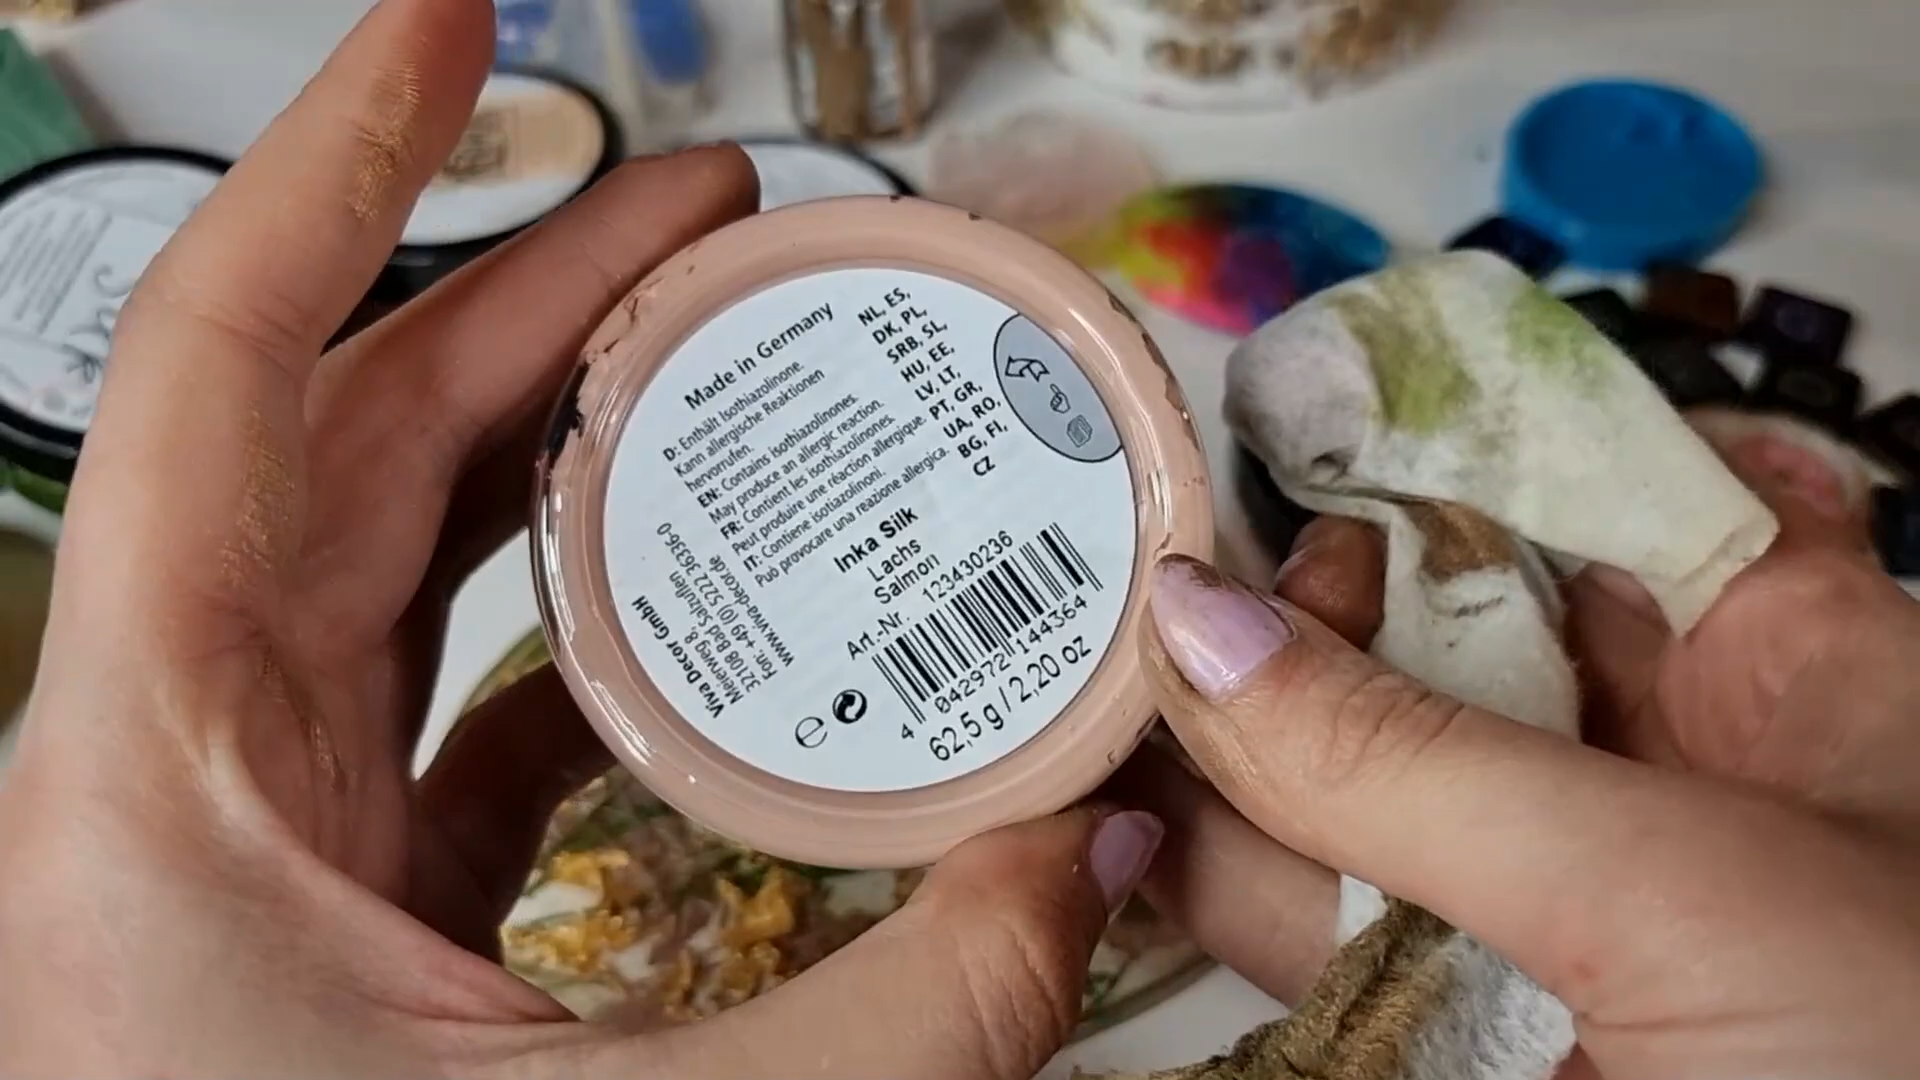 Made in Germany
D: Enthält Isothiazolinone.
Kann allergische Reaktionen
hervorrufen.
EN: Contains isothiazolinones.
May produce an allergic reaction.
FR: Contient les isothiazolinones.
Peut produire une réaction allergique.
IT: Contiene isotiazolinoni.
Può provocare una reazione allergica.
NL, ES,
DK, PL,
SRB, SL,
HU, EE,
LV, LT,
PT, GR,
UA, RO,
BG, FI,
CZ
Inka Silk
Lachs
Salmon
Art.-Nr. 123430236
4 042972 144364
62,5 g / 2,20 oz
Viva Decor GmbH
Meierweg 8,
32108 Bad Salzuflen
Fon: +49 (0) 5222 36336-0
www.viva-decor.de
e